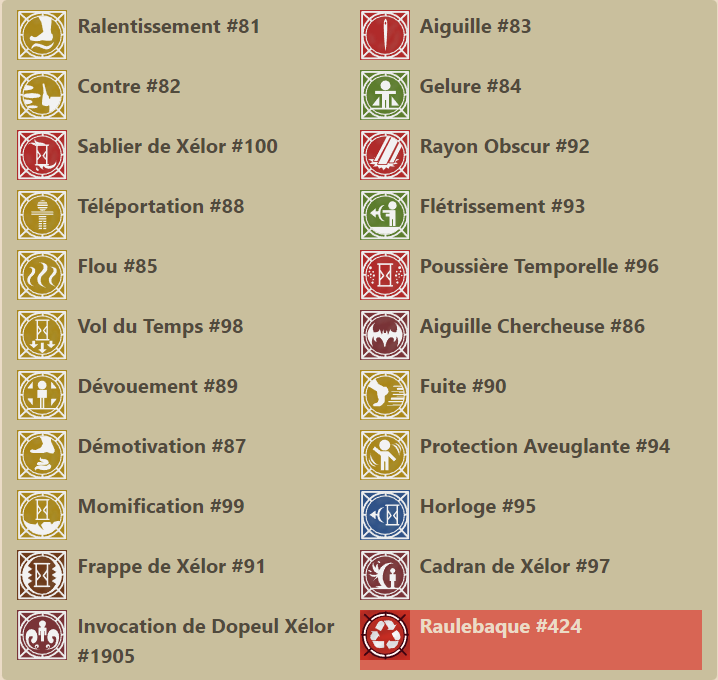 Ralentissement #81
Aiguille #83
Contre #82
Gelure #84
Sablier de Xélor #100
Rayon Obscur #92
Téléportation #88
Flétrissement #93
Flou #85
Poussière Temporelle #96
Vol du Temps #98
Aiguille Chercheuse #86
Dévouement #89
Fuite #90
Démotivation #87
Protection Aveuglante #94
Momification #99
Horloge #95
Frappe de Xélor #91
Cadran de Xélor #97
Invocation de Dopeul Xélor
#1905
Raulebaque #424